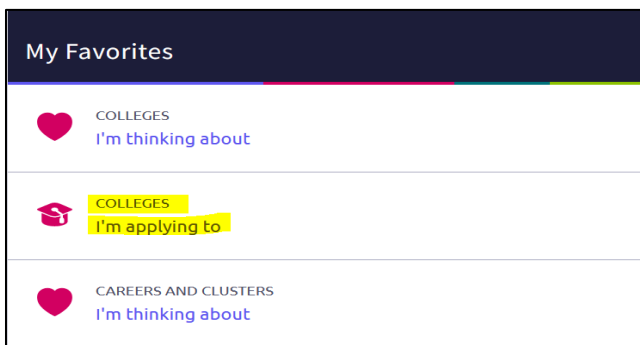 My Favorites
COLLEGES
I'm thinking about
COLLEGES
I'm applying to
CAREERS AND CLUSTERS
I'm thinking about